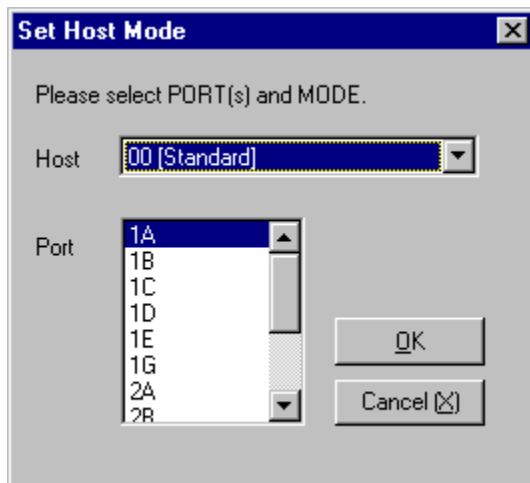 Set Host Mode
Please select PORT(s) and MODE.
Host 00 [Standard]
Port
1A
1B
1C
1D
1E
1G
2A
2B
OK
Cancel (X)